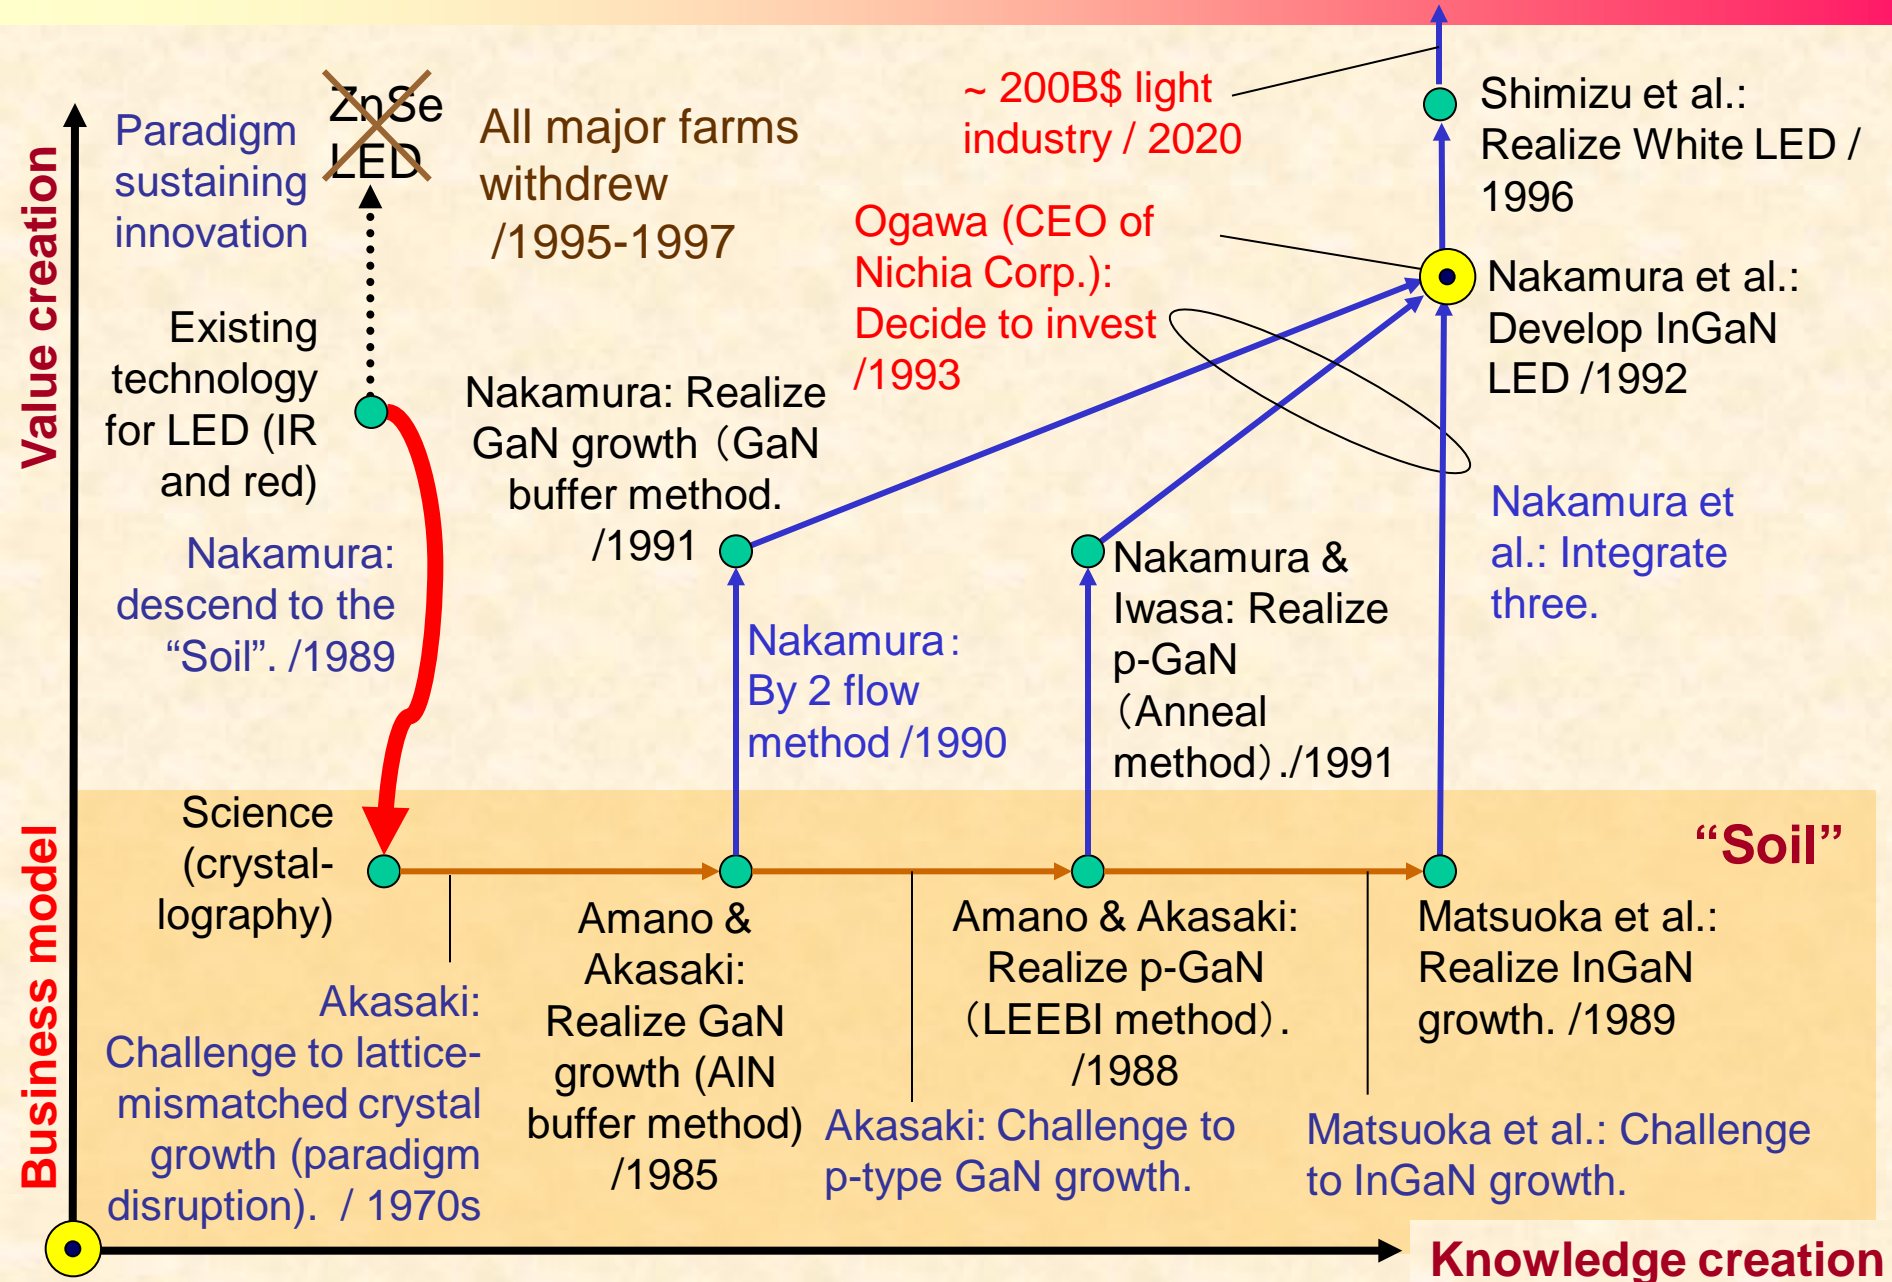 Value creation
Business model
Knowledge creation
“Soil”
Paradigm
sustaining
innovation
ZnSe
LED
All major farms
withdrew
/1995-1997
~ 200B$ light
industry / 2020
Shimizu et al.:
Realize White LED /
1996
Ogawa (CEO of
Nichia Corp.):
Decide to invest
/1993
Nakamura et al.:
Develop InGaN
LED /1992
Existing
technology
for LED (IR
and red)
Nakamura: Realize
GaN growth（GaN
buffer method.
/1991
Nakamura:
descend to the
“Soil”. /1989
Nakamura：
By 2 flow
method /1990
Nakamura &
Iwasa: Realize
p-GaN
（Anneal
method）./1991
Nakamura et
al.: Integrate
three.
Science
(crystal-
lography)
Akasaki:
Challenge to lattice-
mismatched crystal
growth (paradigm
disruption).  / 1970s
Amano &
Akasaki:
Realize GaN
growth (AlN
buffer method)
/1985
Akasaki: Challenge to
p-type GaN growth.
Amano & Akasaki:
Realize p-GaN
（LEEBI method）.
/1988
Matsuoka et al.: Challenge
to InGaN growth.
Matsuoka et al.:
Realize InGaN
growth. /1989